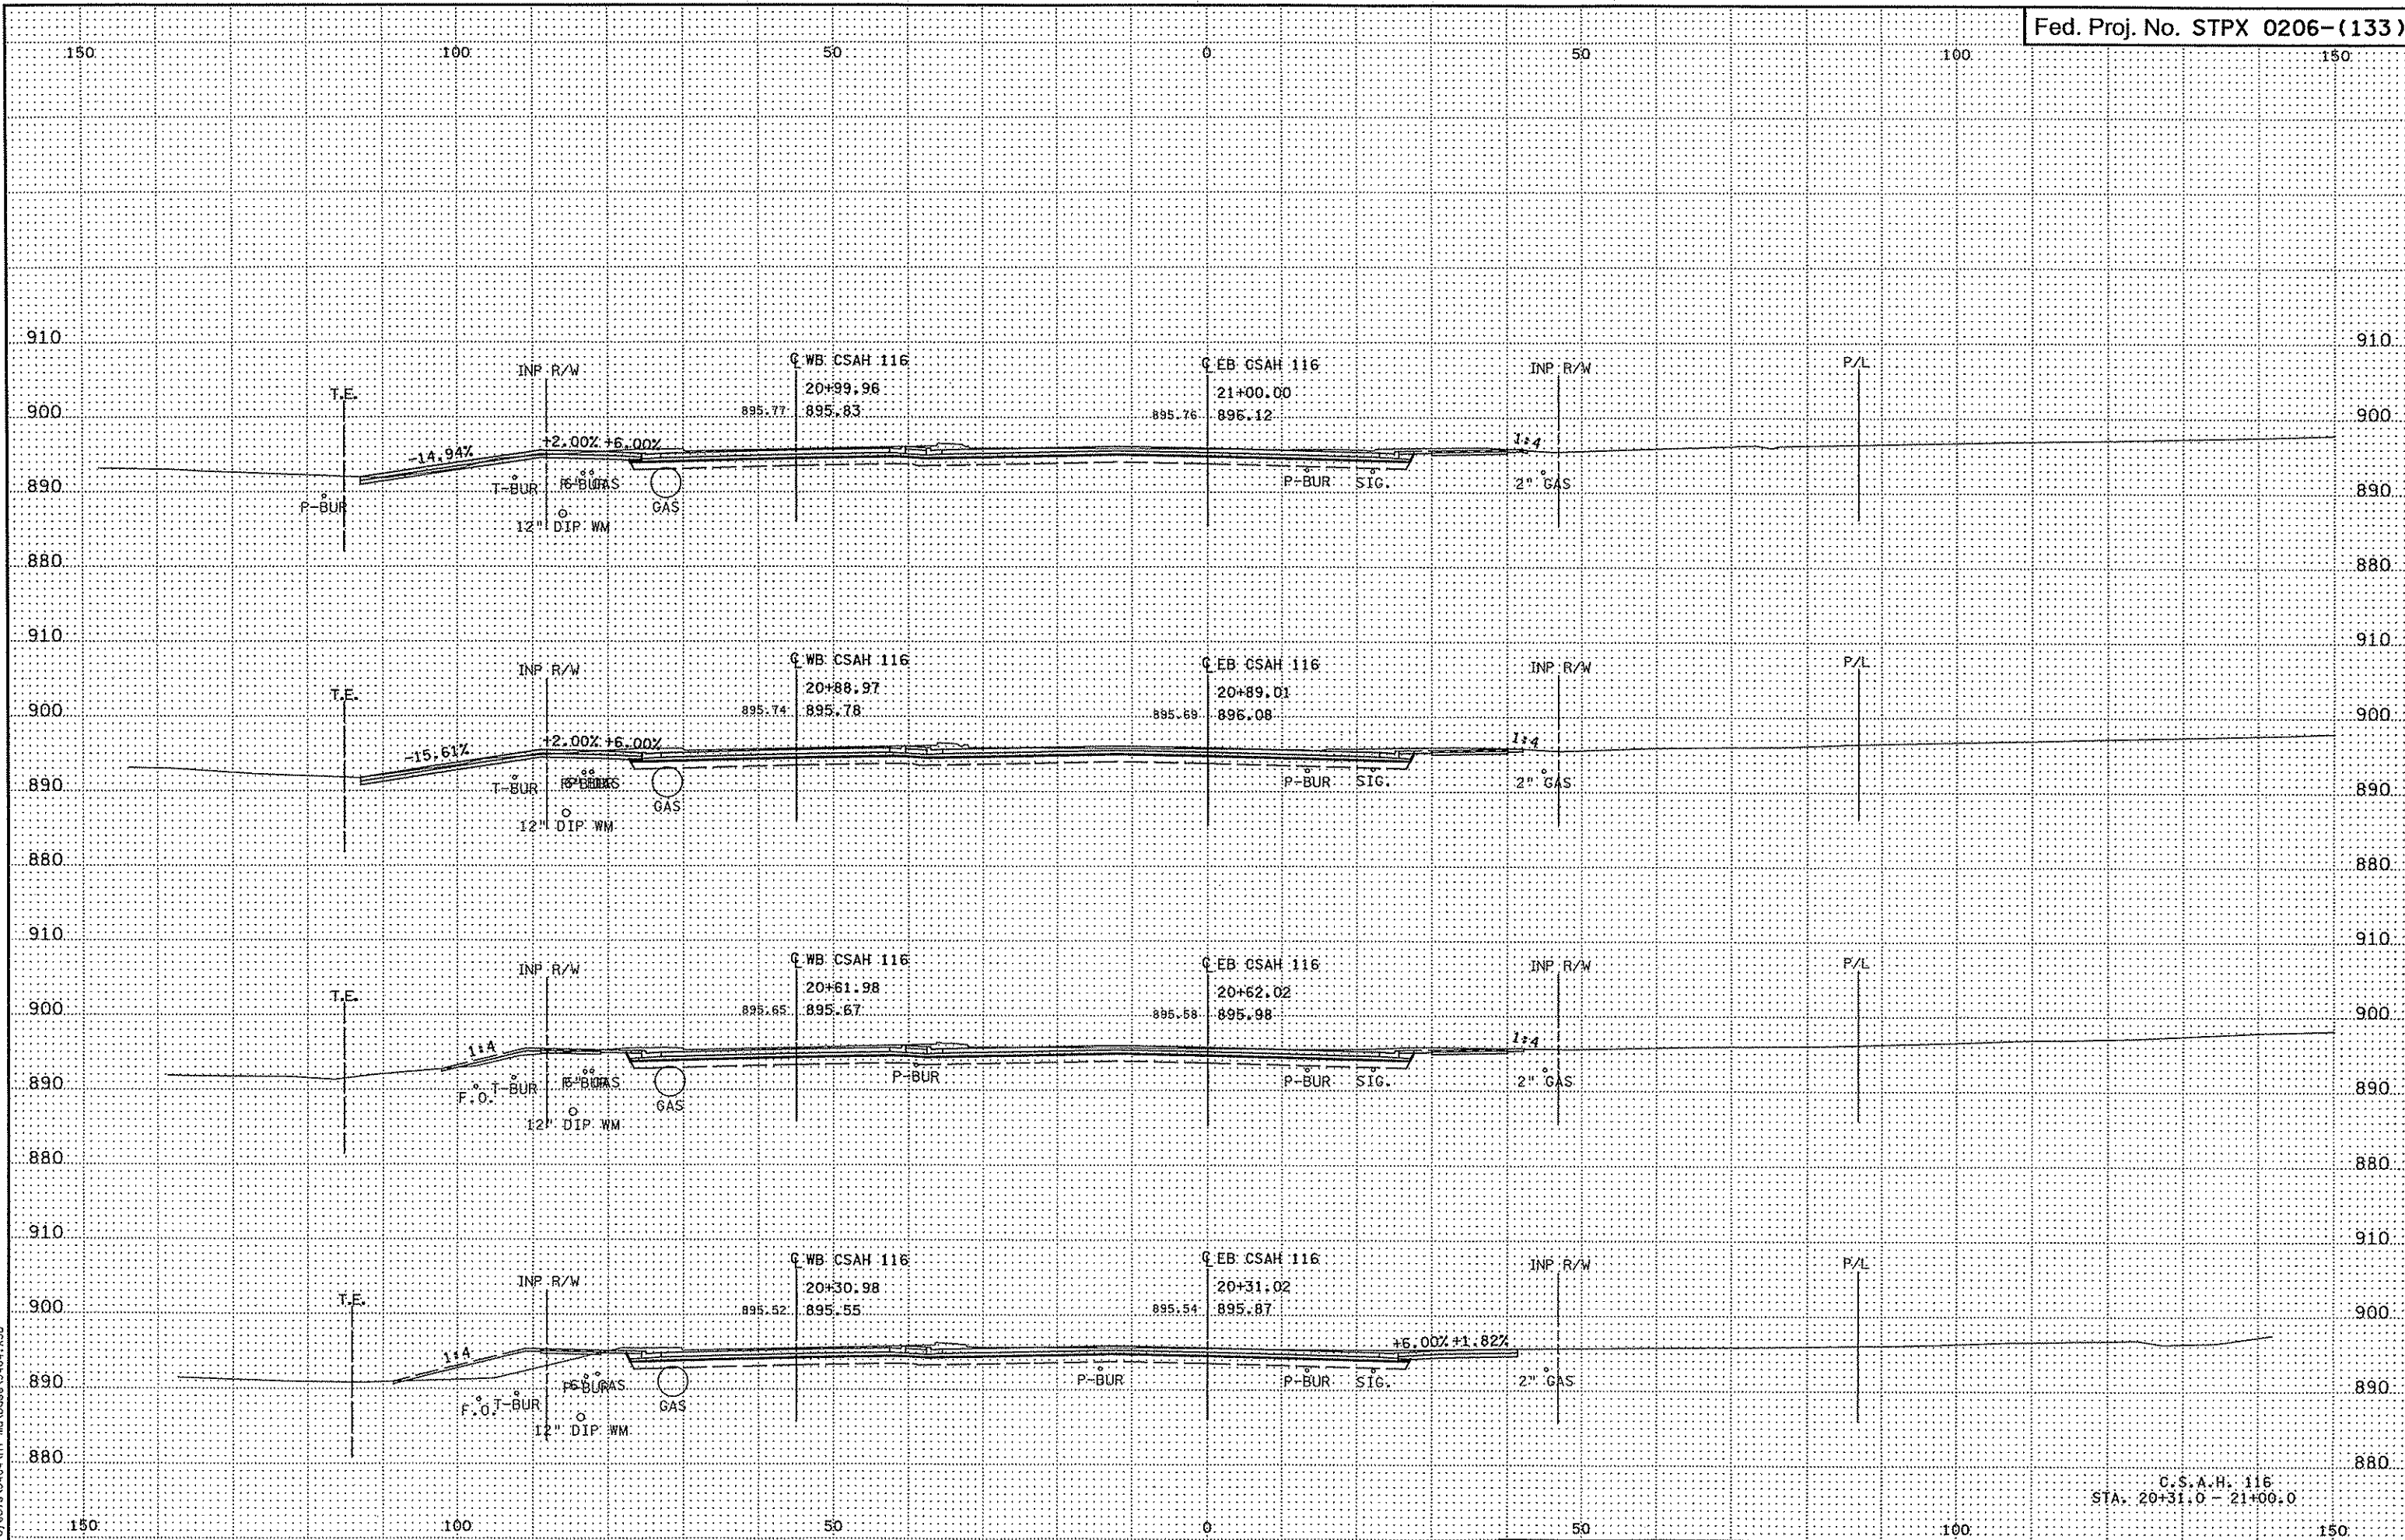 Fed. Proj. No. STPX 0206-(133)
150 100 50 0 50 100 150
910 910
INP R/W
℄ WB CSAH 116
℄ EB CSAH 116
INP R/W
P/L
T.E.
20+99.96
21+00.00
900 895.77 895.83 895.76 896.12 900
-14.94% +2.00% +6.00% 1:4
890 P-BUR T-BUR GAS P-BUR SIG. 2" GAS 890
12" DIP WM
880 880
910 910
INP R/W
℄ WB CSAH 116
℄ EB CSAH 116
INP R/W
P/L
T.E.
20+88.97
20+89.01
900 895.74 895.78 895.69 896.08 900
-15.61% +2.00% +6.00% 1:4
890 T-BUR GAS P-BUR SIG. 2" GAS 890
12" DIP WM
880 880
910 910
INP R/W
℄ WB CSAH 116
℄ EB CSAH 116
INP R/W
P/L
T.E.
20+61.98
20+62.02
900 895.65 895.67 895.58 895.98 900
1:4 1:4
890 F.O. T-BUR GAS P-BUR P-BUR SIG. 2" GAS 890
12" DIP WM
880 880
910 910
INP R/W
℄ WB CSAH 116
℄ EB CSAH 116
INP R/W
P/L
T.E.
20+30.98
20+31.02
900 895.52 895.55 895.54 895.87 900
1:4 +6.00% +1.82%
890 F.O. T-BUR GAS P-BUR P-BUR SIG. 2" GAS 890
12" DIP WM
880 880
C.S.A.H. 116
STA. 20+31.0 - 21+00.0
150 100 50 0 50 100 150